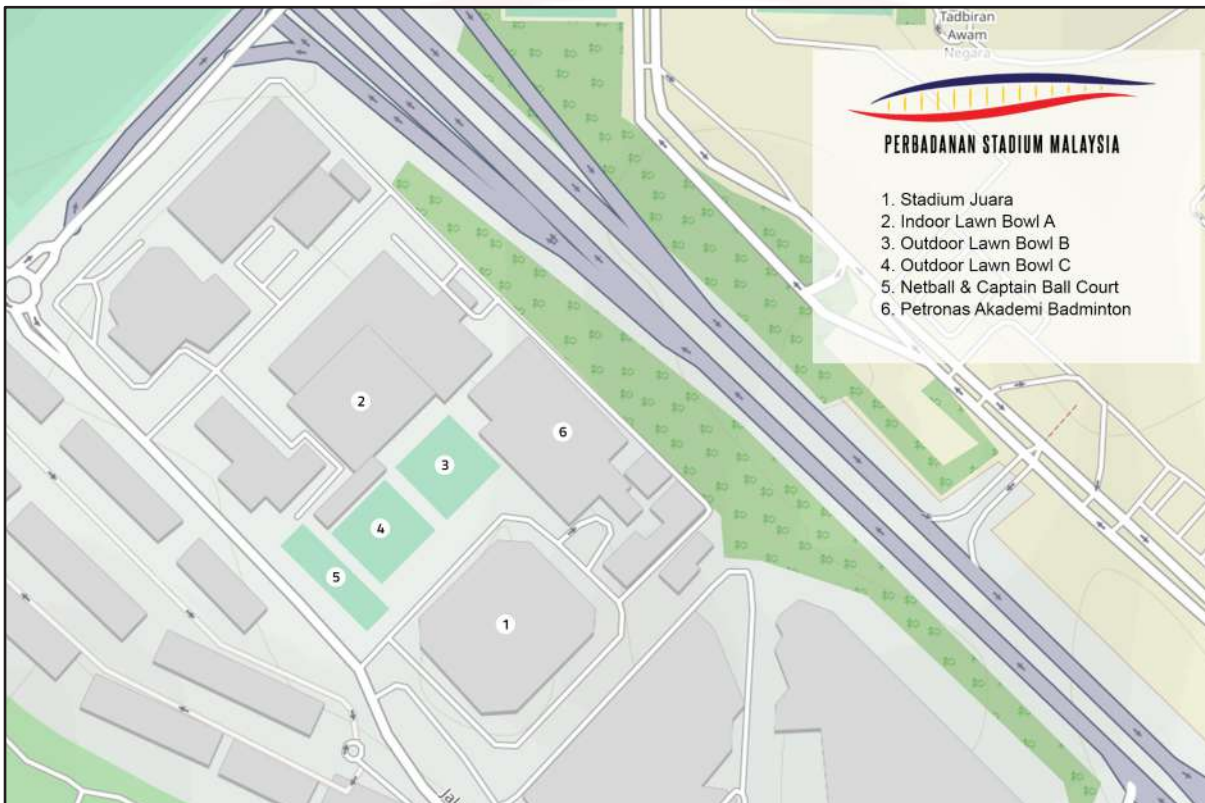 Tadbiran
Awam
Negara
PERBADANAN STADIUM MALAYSIA
1. Stadium Juara
2. Indoor Lawn Bowl A
3. Outdoor Lawn Bowl B
4. Outdoor Lawn Bowl C
5. Netball & Captain Ball Court
6. Petronas Akademi Badminton
2
6
3
4
5
1